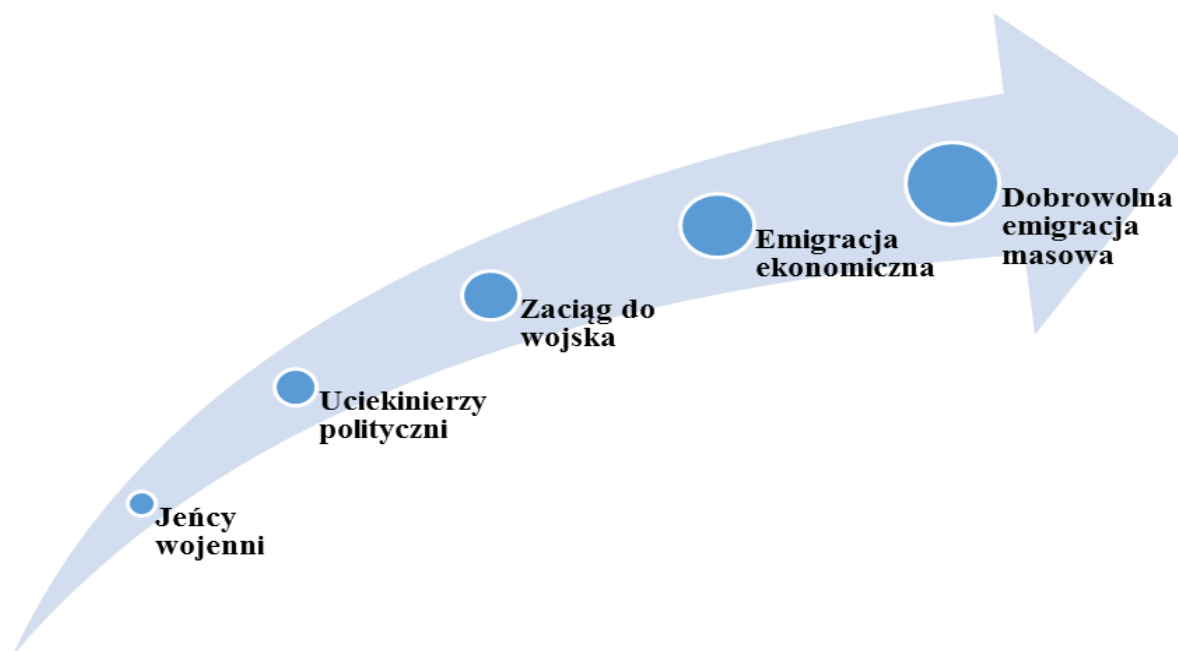 Jeńcy
wojenni
Uciekinierzy
polityczni
Zaciąg do
wojska
Emigracja
ekonomiczna
Dobrowolna
emigracja
masowa